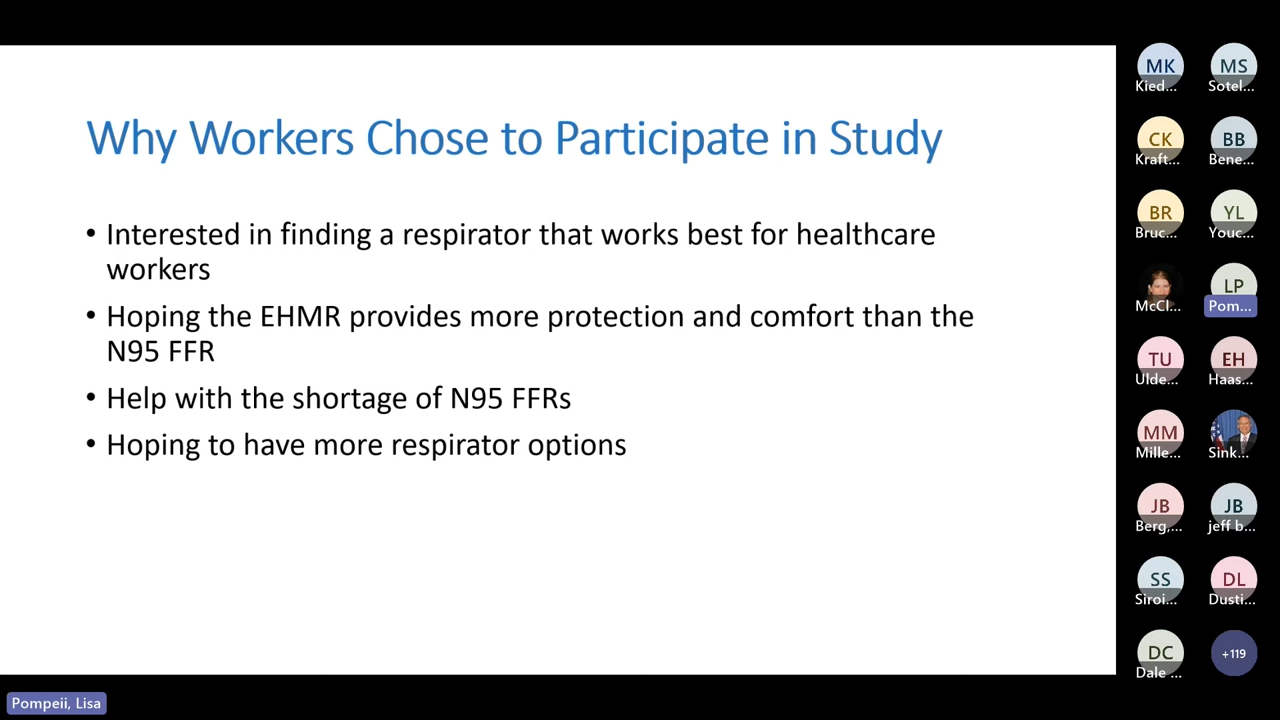 Why Workers Chose to Participate in Study
• Interested in finding a respirator that works best for healthcare
workers
• Hoping the EHMR provides more protection and comfort than the
N95 FFR
• Help with the shortage of N95 FFRs
• Hoping to have more respirator options
MK
Kied...
MS
Sotel...
CK
Kraft...
BB
Bene...
BR
Bruc...
YL
Youc...
McCl...
LP
Pom...
TU
Ulde...
EH
Haas...
MM
Mille...
Sink...
JB
Berg,...
JB
jeff b...
SS
Siroi...
DL
Dusti...
DC
Dale ...
+119
Pompeii, Lisa